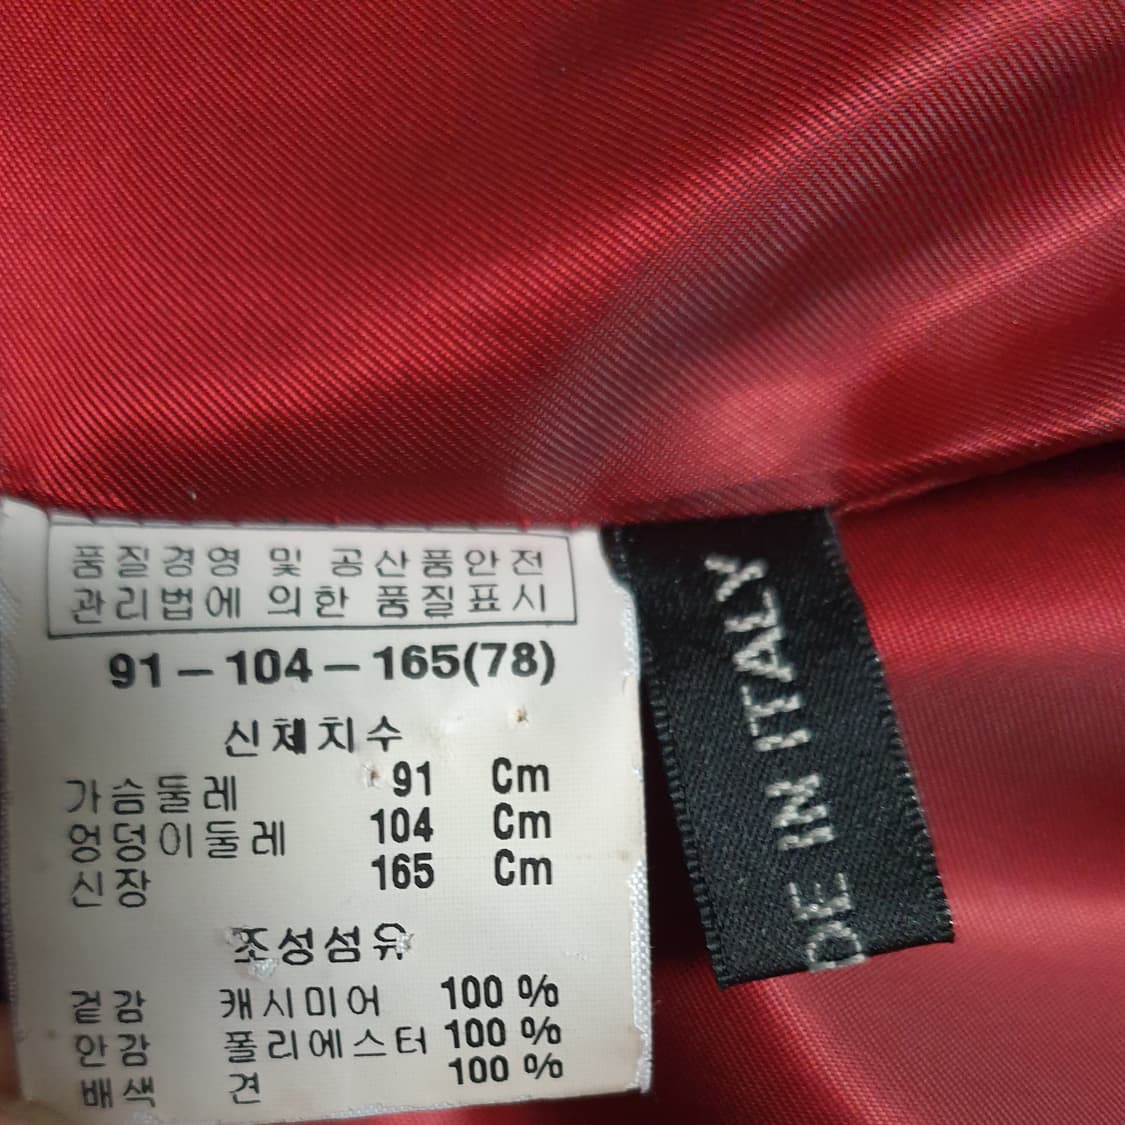 품질경영 및 공산품안전
관리법에 의한 품질표시
91-104-165(78)
신체치수
가슴둘레 91 Cm
엉덩이둘레 104 Cm
신장 165 Cm
조성섬유
겉감 캐시미어 100 %
안감 폴리에스터 100 %
배색 견 100 %
DE IN ITALY